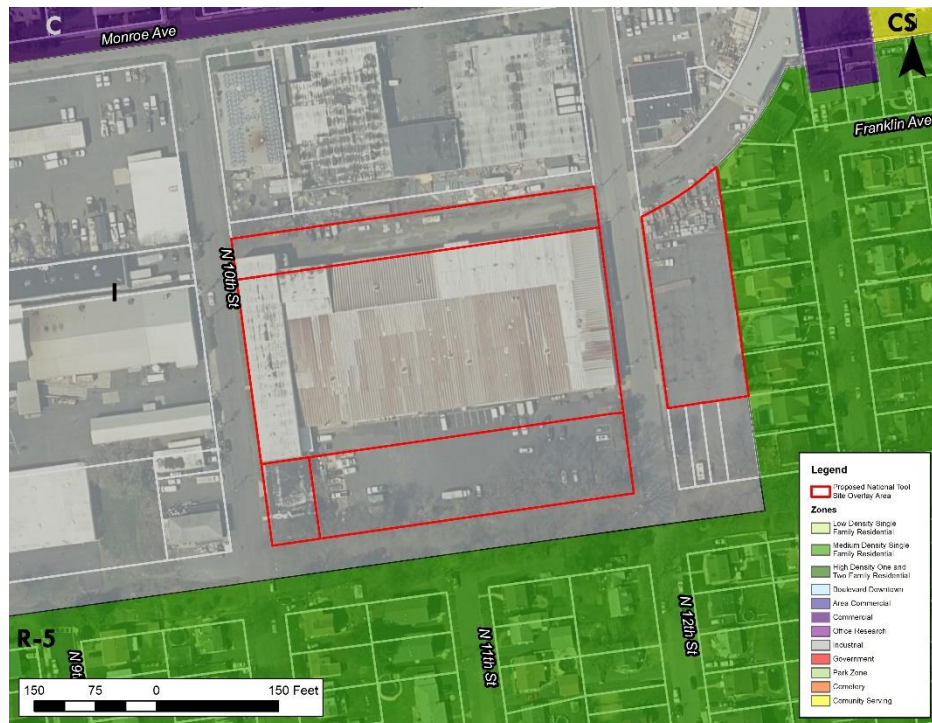 C
Monroe Ave
CS
Franklin Ave
N 10th St
I
R-5
N 9th
N 11th St
N 12th St
150 75 0 150 Feet
Legend
Proposed National Tool
Site Overlay Area
Zones
Low Density Single
Family Residential
Medium Density Single
Family Residential
High Density One and
Two Family Residential
Boulevard Downtown
Area Commercial
Commercial
Office Research
Industrial
Government
Park Zone
Cemetery
Comunity Serving